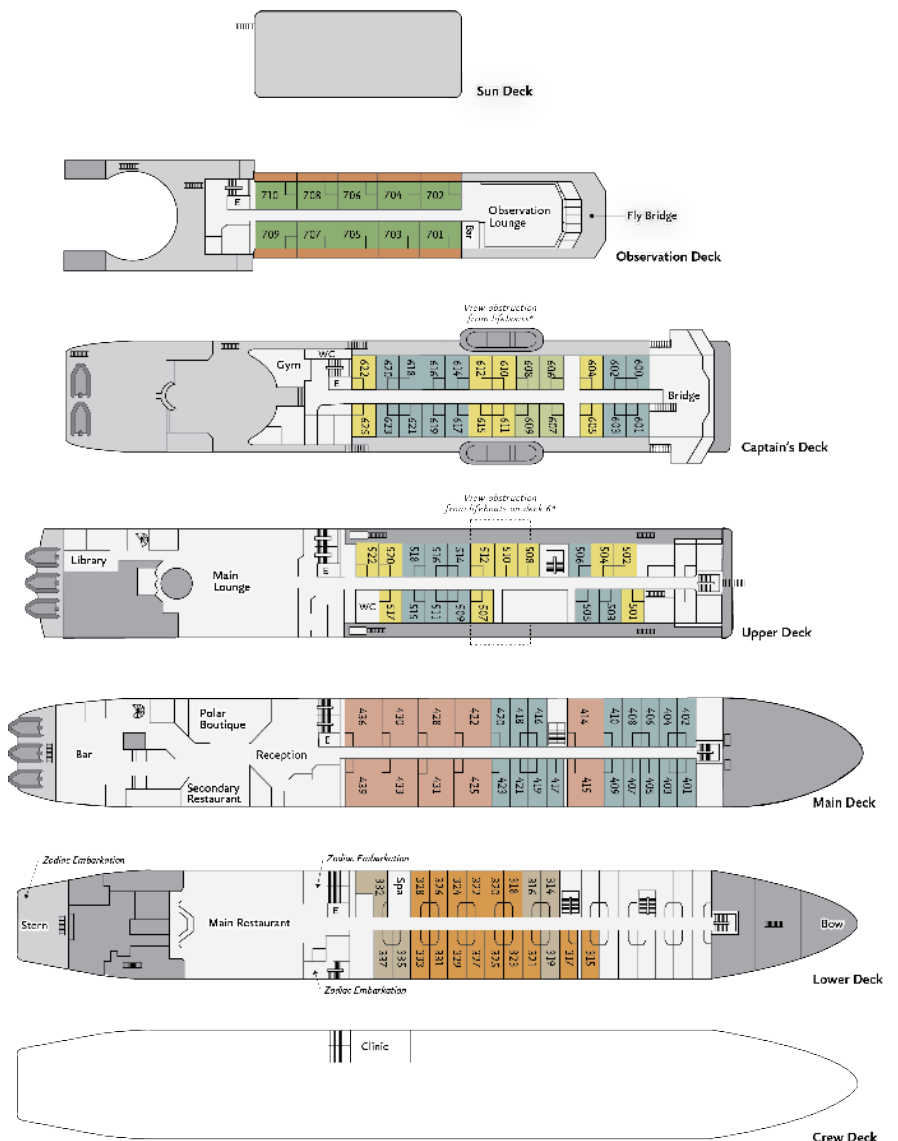 Sun Deck
710 708 706 704 702
E
Observation
Lounge
Fly Bridge
709 707 705 703 701
Bar
Observation Deck
View obstruction
from lifeboats*
WC
Gym
E
622 620 618 616 614 612 610 608 606 604 602 600
Bridge
625 623 621 619 617 615 611 609 607 605 603 601
Captain's Deck
View obstruction
from lifeboats on deck 6*
Library
E
522 520 518 516 514 512 510 508 506 504 502
Main
Lounge
WC
517 515 511 509 507 505 503 501
Upper Deck
Polar
Boutique
436 430 428 422 420 418 416 414 410 408 406 404 402
E
Bar
Reception
Secondary
Restaurant
439 433 431 425 423 421 419 417 415 409 407 405 403 401
Main Deck
Zodiac Embarkation
Zodiac Embarkation
332 Spa 328 326 324 322 320 318 316 314
E
Stern
Main Restaurant
Bow
337 335 333 331 329 327 325 323 321 319 317 315
Zodiac Embarkation
Lower Deck
Clinic
Crew Deck